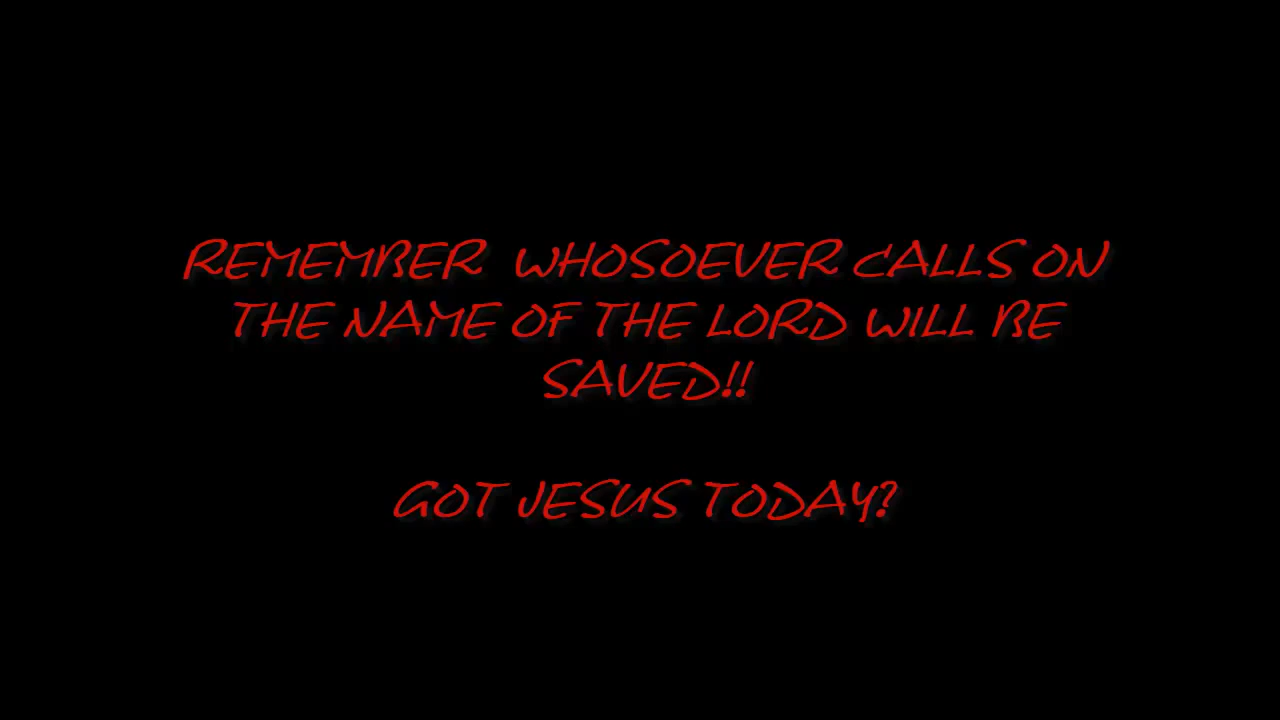 REMEMBER WHOSOEVER CALLS ON
THE NAME OF THE LORD WILL BE
SAVED!!
GOT JESUS TODAY?